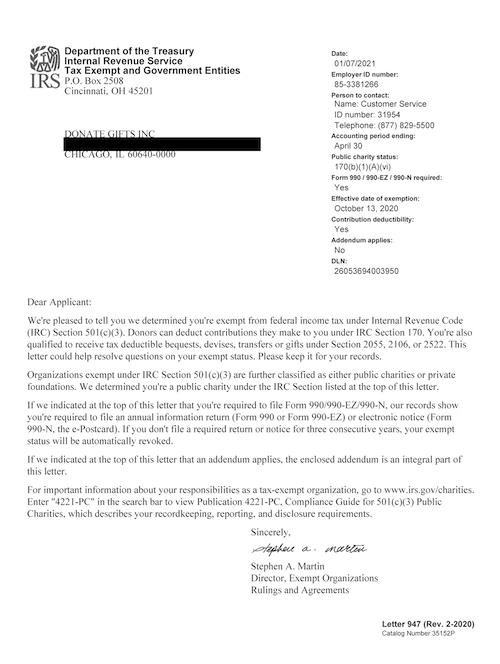 IRS
Department of the Treasury
Internal Revenue Service
Tax Exempt and Government Entities
P.O. Box 2508
Cincinnati, OH 45201
DONATE GIFTS INC
CHICAGO, IL 60640-0000
Date:
01/07/2021
Employer ID number:
85-3381266
Person to contact:
Name: Customer Service
ID number: 31954
Telephone: (877) 829-5500
Accounting period ending:
April 30
Public charity status:
170(b)(1)(A)(vi)
Form 990 / 990-EZ / 990-N required:
Yes
Effective date of exemption:
October 13, 2020
Contribution deductibility:
Yes
Addendum applies:
No
DLN:
26053694003950
Dear Applicant:
We're pleased to tell you we determined you're exempt from federal income tax under Internal Revenue Code
(IRC) Section 501(c)(3). Donors can deduct contributions they make to you under IRC Section 170. You're also
qualified to receive tax deductible bequests, devises, transfers or gifts under Section 2055, 2106, or 2522. This
letter could help resolve questions on your exempt status. Please keep it for your records.
Organizations exempt under IRC Section 501(c)(3) are further classified as either public charities or private
foundations. We determined you're a public charity under the IRC Section listed at the top of this letter.
If we indicated at the top of this letter that you're required to file Form 990/990-EZ/990-N, our records show
you're required to file an annual information return (Form 990 or Form 990-EZ) or electronic notice (Form
990-N, the e-Postcard). If you don't file a required return or notice for three consecutive years, your exempt
status will be automatically revoked.
If we indicated at the top of this letter that an addendum applies, the enclosed addendum is an integral part of
this letter.
For important information about your responsibilities as a tax-exempt organization, go to www.irs.gov/charities.
Enter "4221-PC" in the search bar to view Publication 4221-PC, Compliance Guide for 501(c)(3) Public
Charities, which describes your recordkeeping, reporting, and disclosure requirements.
Sincerely,
Stephen a. martin
Stephen A. Martin
Director, Exempt Organizations
Rulings and Agreements
Letter 947 (Rev. 2-2020)
Catalog Number 35152P